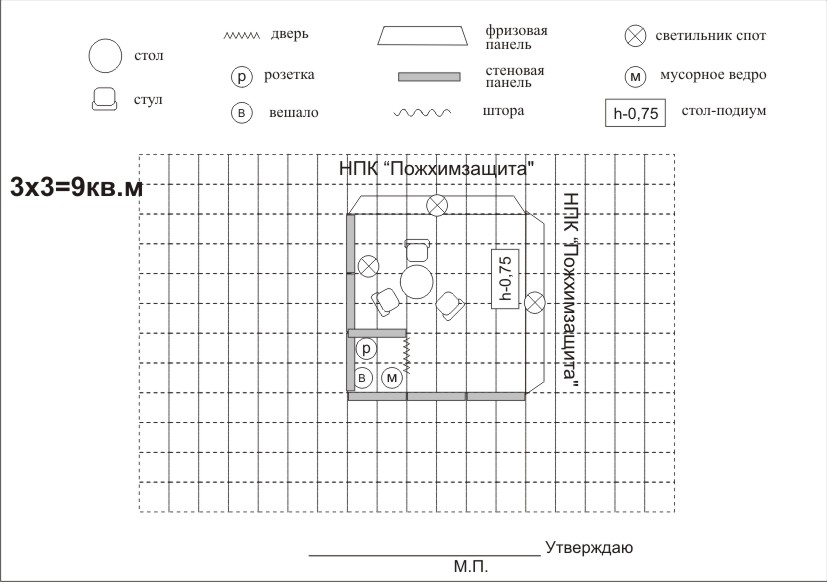 стол
стул
дверь
розетка
вешало
фризовая
панель
стеновая
панель
штора
светильник спот
мусорное ведро
стол-подиум
р
в
м
h-0,75
3х3=9кв.м
НПК “Пожхимзащита"
НПК “Пожхимзащита"
h-0,75
р
в
м
Утверждаю
М.П.